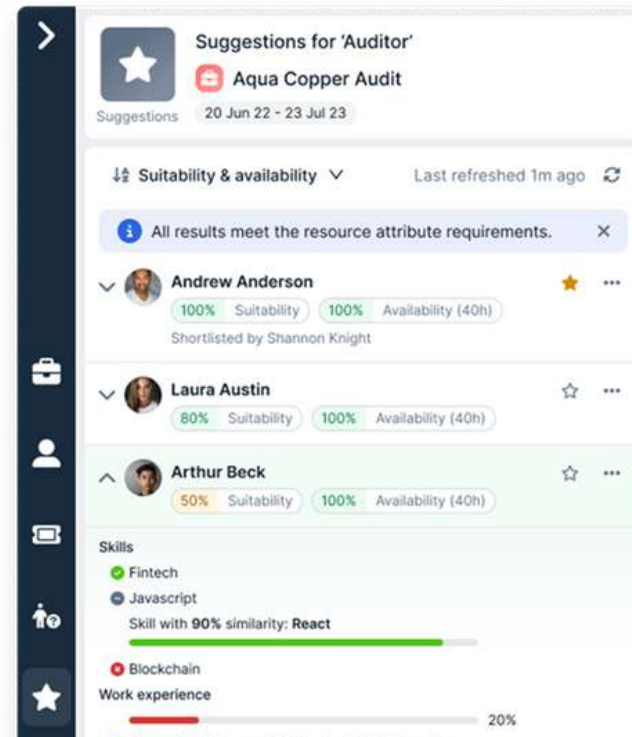 Suggestions for 'Auditor'
Aqua Copper Audit
Suggestions
20 Jun 22 - 23 Jul 23
Suitability & availability
Last refreshed 1m ago
All results meet the resource attribute requirements.
Andrew Anderson
100% Suitability 100% Availability (40h)
Shortlisted by Shannon Knight
Laura Austin
80% Suitability 100% Availability (40h)
Arthur Beck
50% Suitability 100% Availability (40h)
Skills
Fintech
Javascript
Skill with 90% similarity: React
Blockchain
Work experience
20%